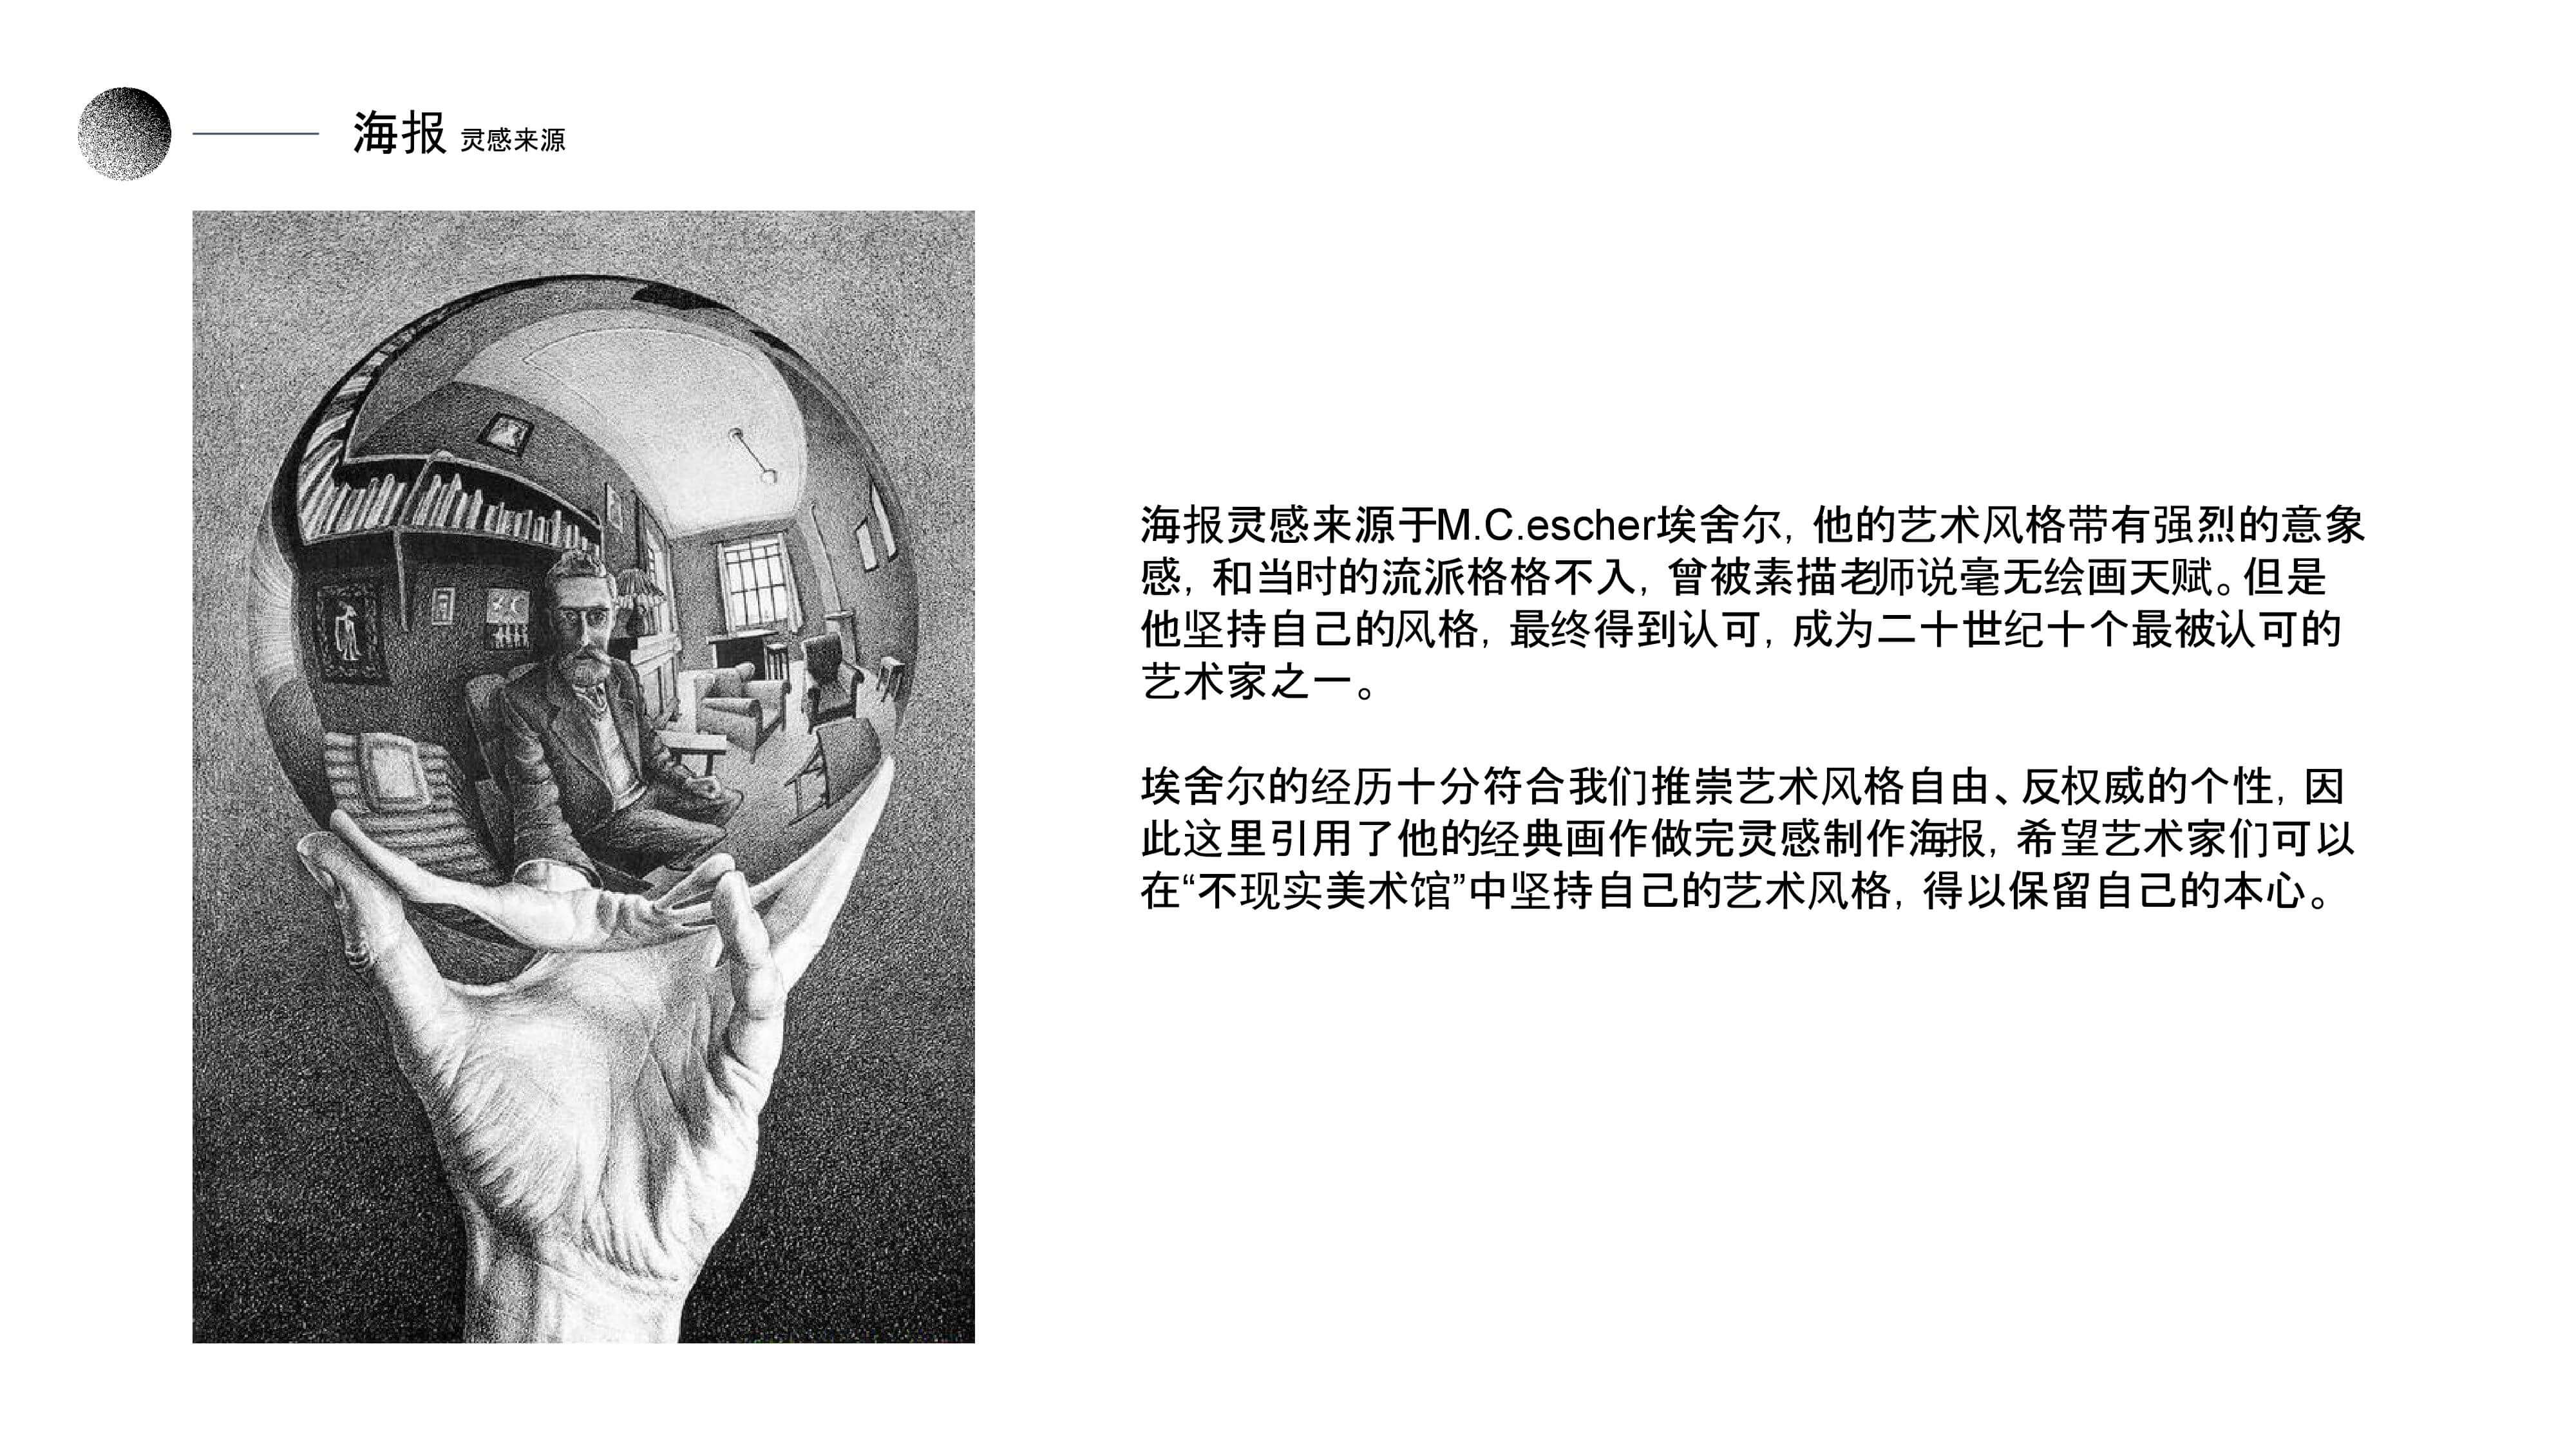 海报 灵感来源
海报灵感来源于M.C.escher埃舍尔，他的艺术风格带有强烈的意象
感，和当时的流派格格不入，曾被素描老师说毫无绘画天赋。但是
他坚持自己的风格，最终得到认可，成为二十世纪十个最被认可的
艺术家之一。
埃舍尔的经历十分符合我们推崇艺术风格自由、反权威的个性，因
此这里引用了他的经典画作做完灵感制作海报，希望艺术家们可以
在“不现实美术馆”中坚持自己的艺术风格，得以保留自己的本心。